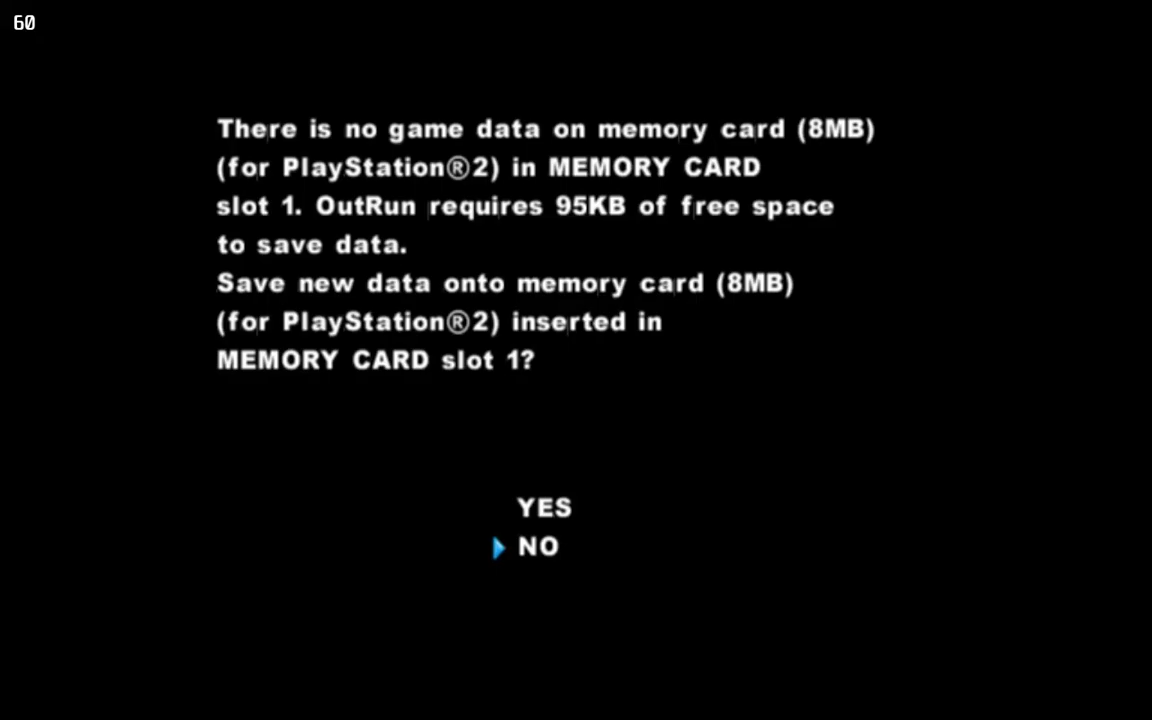 60
There is no game data on memory card (8MB)
(for PlayStation®2) in MEMORY CARD
slot 1. OutRun requires 95KB of free space
to save data.
Save new data onto memory card (8MB)
(for PlayStation®2) inserted in
MEMORY CARD slot 1?
YES
NO